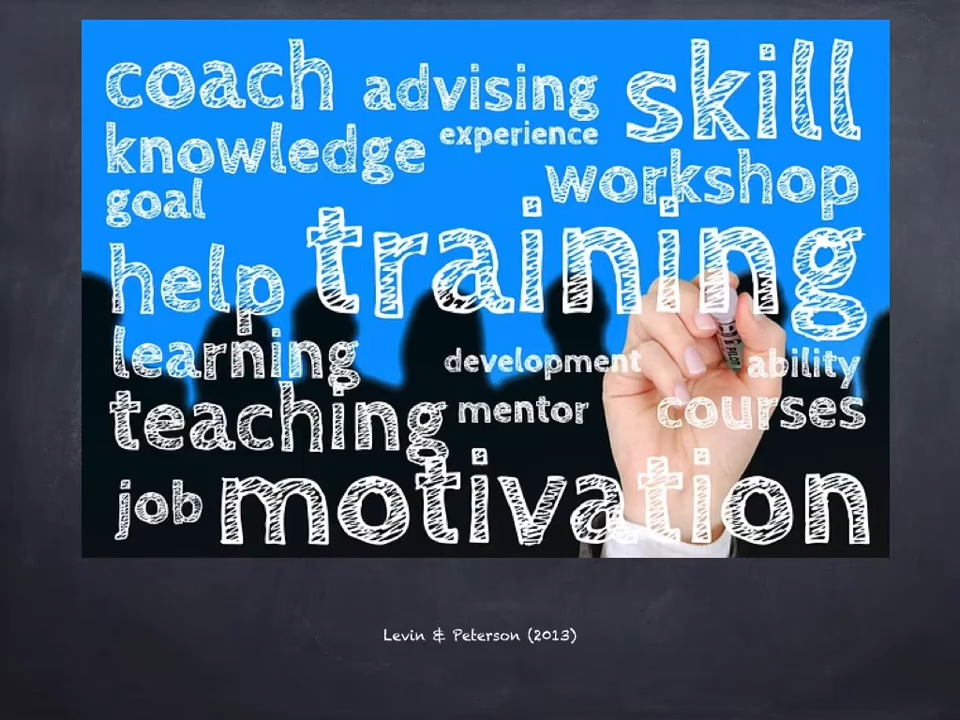 coach advising skill
knowledge experience
goal workshop
help training
learning development ability
teaching mentor courses
job motivation
Levin & Peterson (2013)